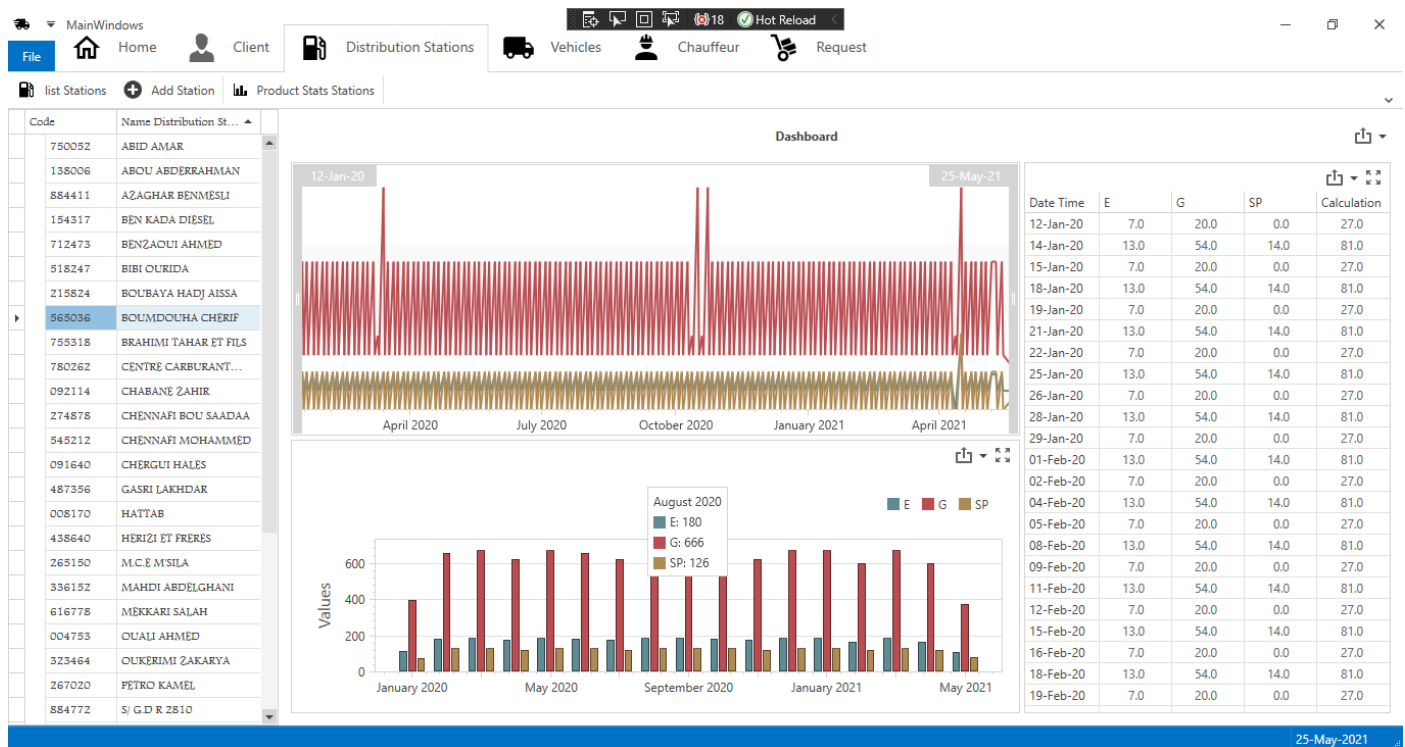 MainWindows
18 Hot Reload
File Home Client Distribution Stations Vehicles Chauffeur Request
list Stations Add Station Product Stats Stations
Code Name Distribution St...
750052 ABID AMAR
138006 ABOU ABDERRAHMAN
884411 AZAGHAR BENMESLI
154317 BEN KADA DIESEL
712473 BENZAOUI AHMED
518247 BIBI OURIDA
215824 BOUBAYA HADJ AISSA
565036 BOUMDOUHA CHERIF
755318 BRAHIMI TAHAR ET FILS
780262 CENTRE CARBURANT...
092114 CHABANE ZAHIR
274878 CHENNAFI BOU SAADAA
545212 CHENNAFI MOHAMMED
091640 CHERGUI HALES
487356 GASRI LAKHDAR
008170 HATTAB
438640 HERIZI ET FRERES
265150 M.C.E M'SILA
336152 MAHDI ABDELGHANI
616778 MEKKARI SALAH
004753 OUALI AHMED
323464 OUKERIMI ZAKARYA
267020 PETRO KAMEL
884772 S/ G.D R 2810
Dashboard
12-Jan-20 25-May-21
April 2020 July 2020 October 2020 January 2021 April 2021
August 2020
E: 180
G: 666
SP: 126
E G SP
Values
600
400
200
0
January 2020 May 2020 September 2020 January 2021 May 2021
Date Time E G SP Calculation
12-Jan-20 7.0 20.0 0.0 27.0
14-Jan-20 13.0 54.0 14.0 81.0
15-Jan-20 7.0 20.0 0.0 27.0
18-Jan-20 13.0 54.0 14.0 81.0
19-Jan-20 7.0 20.0 0.0 27.0
21-Jan-20 13.0 54.0 14.0 81.0
22-Jan-20 7.0 20.0 0.0 27.0
25-Jan-20 13.0 54.0 14.0 81.0
26-Jan-20 7.0 20.0 0.0 27.0
28-Jan-20 13.0 54.0 14.0 81.0
29-Jan-20 7.0 20.0 0.0 27.0
01-Feb-20 13.0 54.0 14.0 81.0
02-Feb-20 7.0 20.0 0.0 27.0
04-Feb-20 13.0 54.0 14.0 81.0
05-Feb-20 7.0 20.0 0.0 27.0
08-Feb-20 13.0 54.0 14.0 81.0
09-Feb-20 7.0 20.0 0.0 27.0
11-Feb-20 13.0 54.0 14.0 81.0
12-Feb-20 7.0 20.0 0.0 27.0
15-Feb-20 13.0 54.0 14.0 81.0
16-Feb-20 7.0 20.0 0.0 27.0
18-Feb-20 13.0 54.0 14.0 81.0
19-Feb-20 7.0 20.0 0.0 27.0
25-May-2021